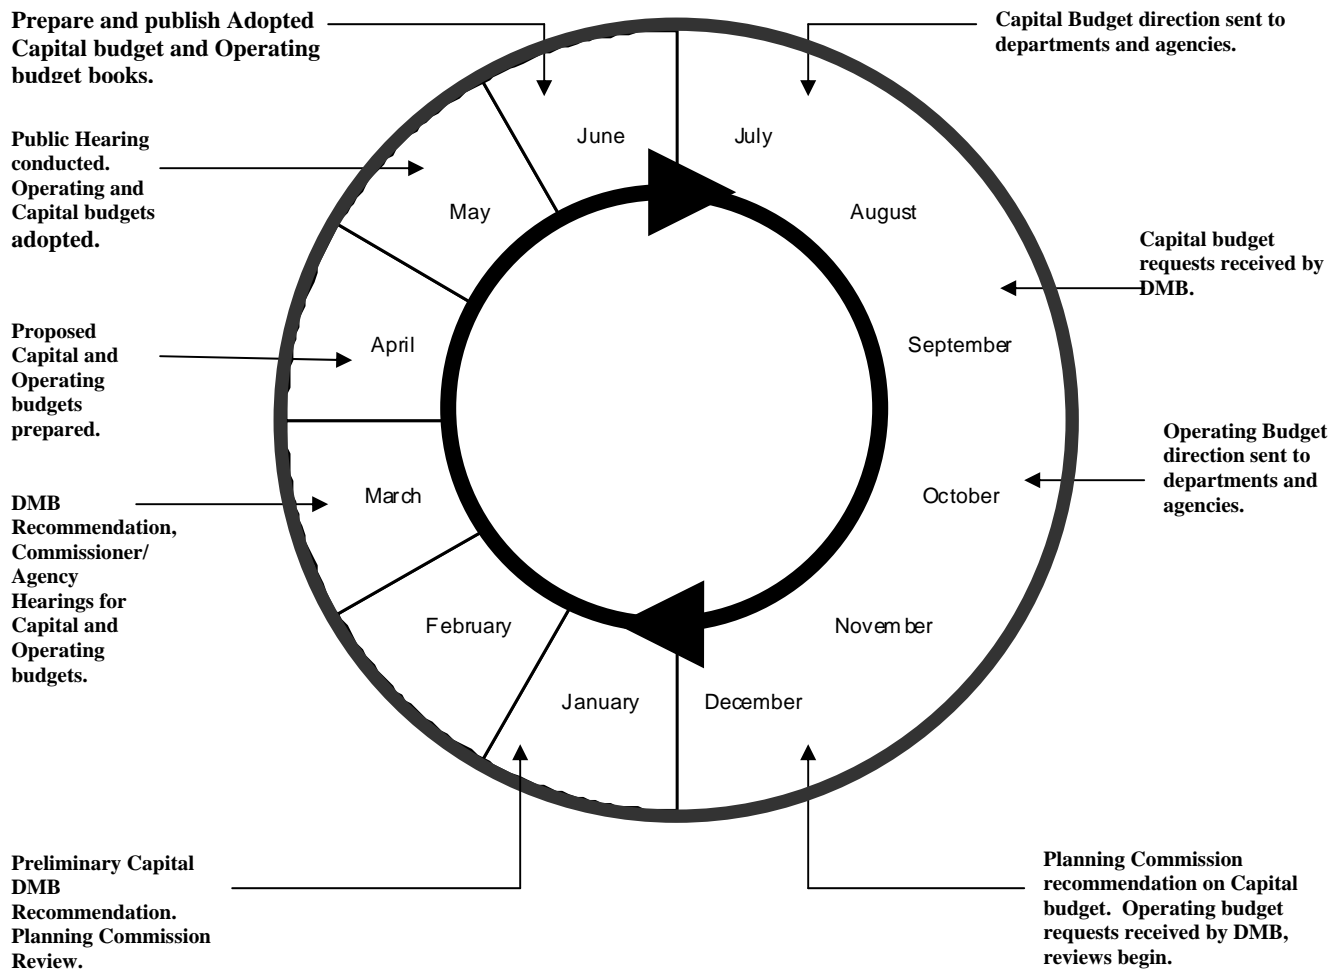 Prepare and publish Adopted
Capital budget and Operating
budget books.
Capital Budget direction sent to
departments and agencies.
June
July
Public Hearing
conducted.
Operating and
Capital budgets
adopted.
May
August
Capital budget
requests received by
DMB.
Proposed
Capital and
Operating
budgets
prepared.
April
September
Operating Budget
direction sent to
departments and
agencies.
March
October
DMB
Recommendation,
Commissioner/
Agency
Hearings for
Capital and
Operating
budgets.
February
November
January
December
Preliminary Capital
DMB
Recommendation.
Planning Commission
Review.
Planning Commission
recommendation on Capital
budget.  Operating budget
requests received by DMB,
reviews begin.